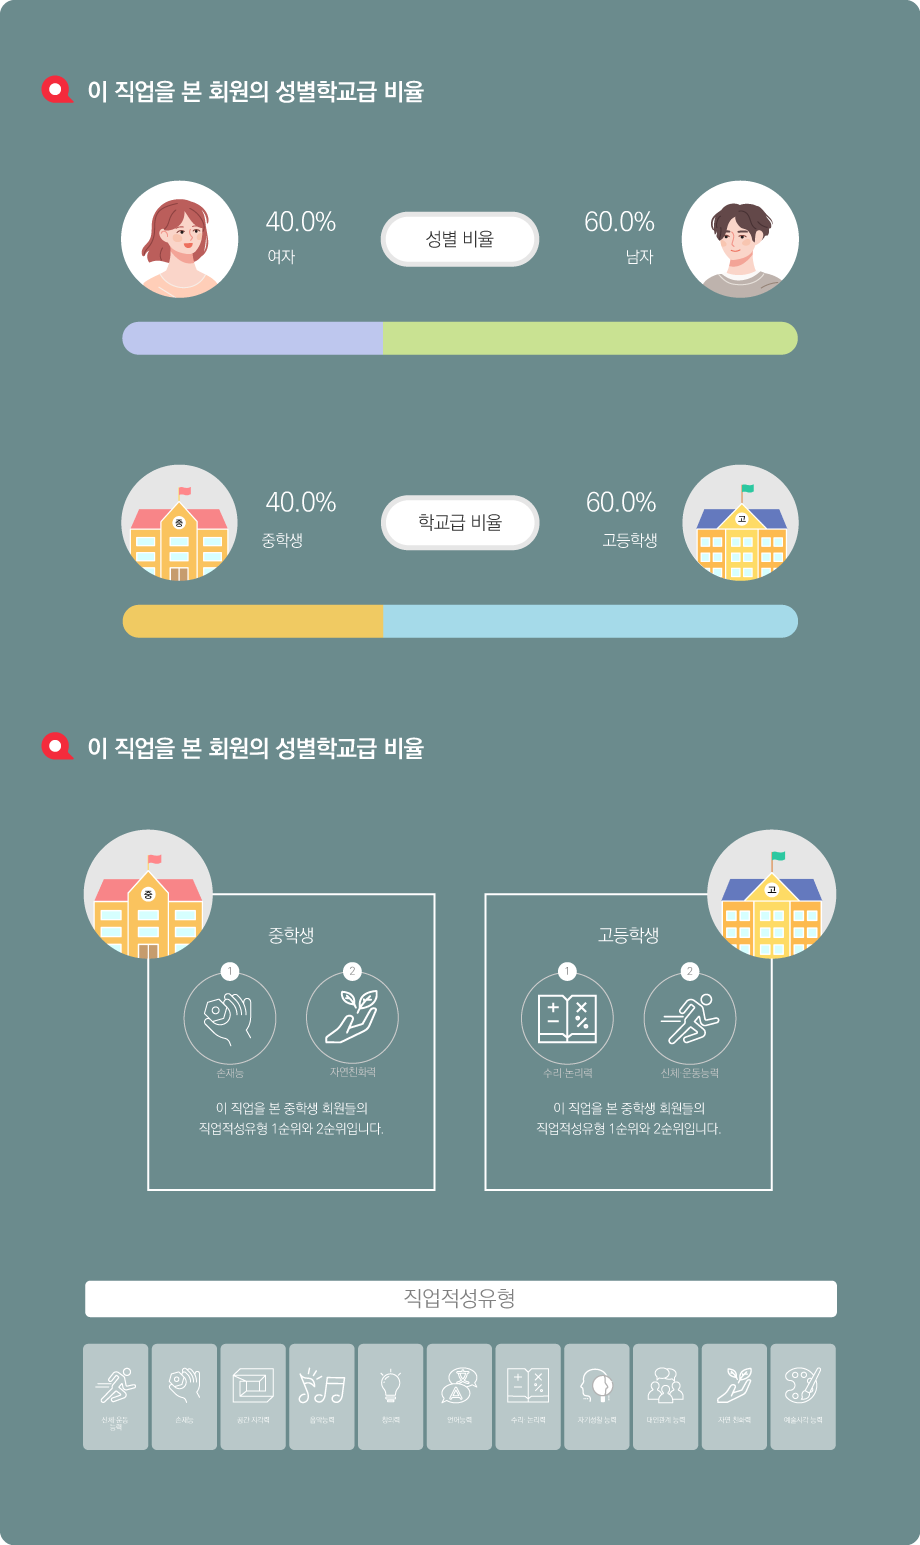 이 직업을 본 회원의 성별학교급 비율
40.0%
여자
성별 비율
60.0%
남자
중
40.0%
중학생
학교급 비율
60.0%
고등학생
고
이 직업을 본 회원의 성별학교급 비율
중
중학생
1
손재능
2
자연친화력
이 직업을 본 중학생 회원들의
직업적성유형 1순위와 2순위입니다.
고
고등학생
1
수리·논리력
2
신체·운동능력
이 직업을 본 중학생 회원들의
직업적성유형 1순위와 2순위입니다.
직업적성유형
신체·운동
능력
손재능
공간 지각력
음악능력
창의력
언어능력
수리·논리력
자기성찰 능력
대인관계 능력
자연 친화력
예술시각 능력